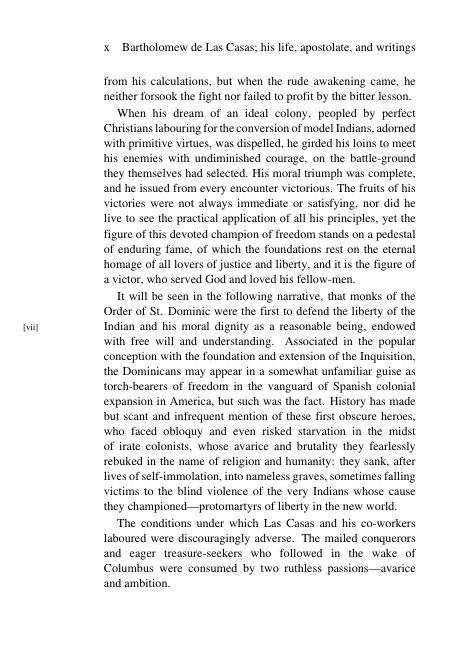 x Bartholomew de Las Casas; his life, apostolate, and writings
from his calculations, but when the rude awakening came, he
neither forsook the fight nor failed to profit by the bitter lesson.
When his dream of an ideal colony, peopled by perfect
Christians labouring for the conversion of model Indians, adorned
with primitive virtues, was dispelled, he girded his loins to meet
his enemies with undiminished courage, on the battle-ground
they themselves had selected. His moral triumph was complete,
and he issued from every encounter victorious. The fruits of his
victories were not always immediate or satisfying, nor did he
live to see the practical application of all his principles, yet the
figure of this devoted champion of freedom stands on a pedestal
of enduring fame, of which the foundations rest on the eternal
homage of all lovers of justice and liberty, and it is the figure of
a victor, who served God and loved his fellow-men.
It will be seen in the following narrative, that monks of the
Order of St. Dominic were the first to defend the liberty of the
[vii] Indian and his moral dignity as a reasonable being, endowed
with free will and understanding. Associated in the popular
conception with the foundation and extension of the Inquisition,
the Dominicans may appear in a somewhat unfamiliar guise as
torch-bearers of freedom in the vanguard of Spanish colonial
expansion in America, but such was the fact. History has made
but scant and infrequent mention of these first obscure heroes,
who faced obloquy and even risked starvation in the midst
of irate colonists, whose avarice and brutality they fearlessly
rebuked in the name of religion and humanity: they sank, after
lives of self-immolation, into nameless graves, sometimes falling
victims to the blind violence of the very Indians whose cause
they championed—protomartyrs of liberty in the new world.
The conditions under which Las Casas and his co-workers
laboured were discouragingly adverse. The mailed conquerors
and eager treasure-seekers who followed in the wake of
Columbus were consumed by two ruthless passions—avarice
and ambition.